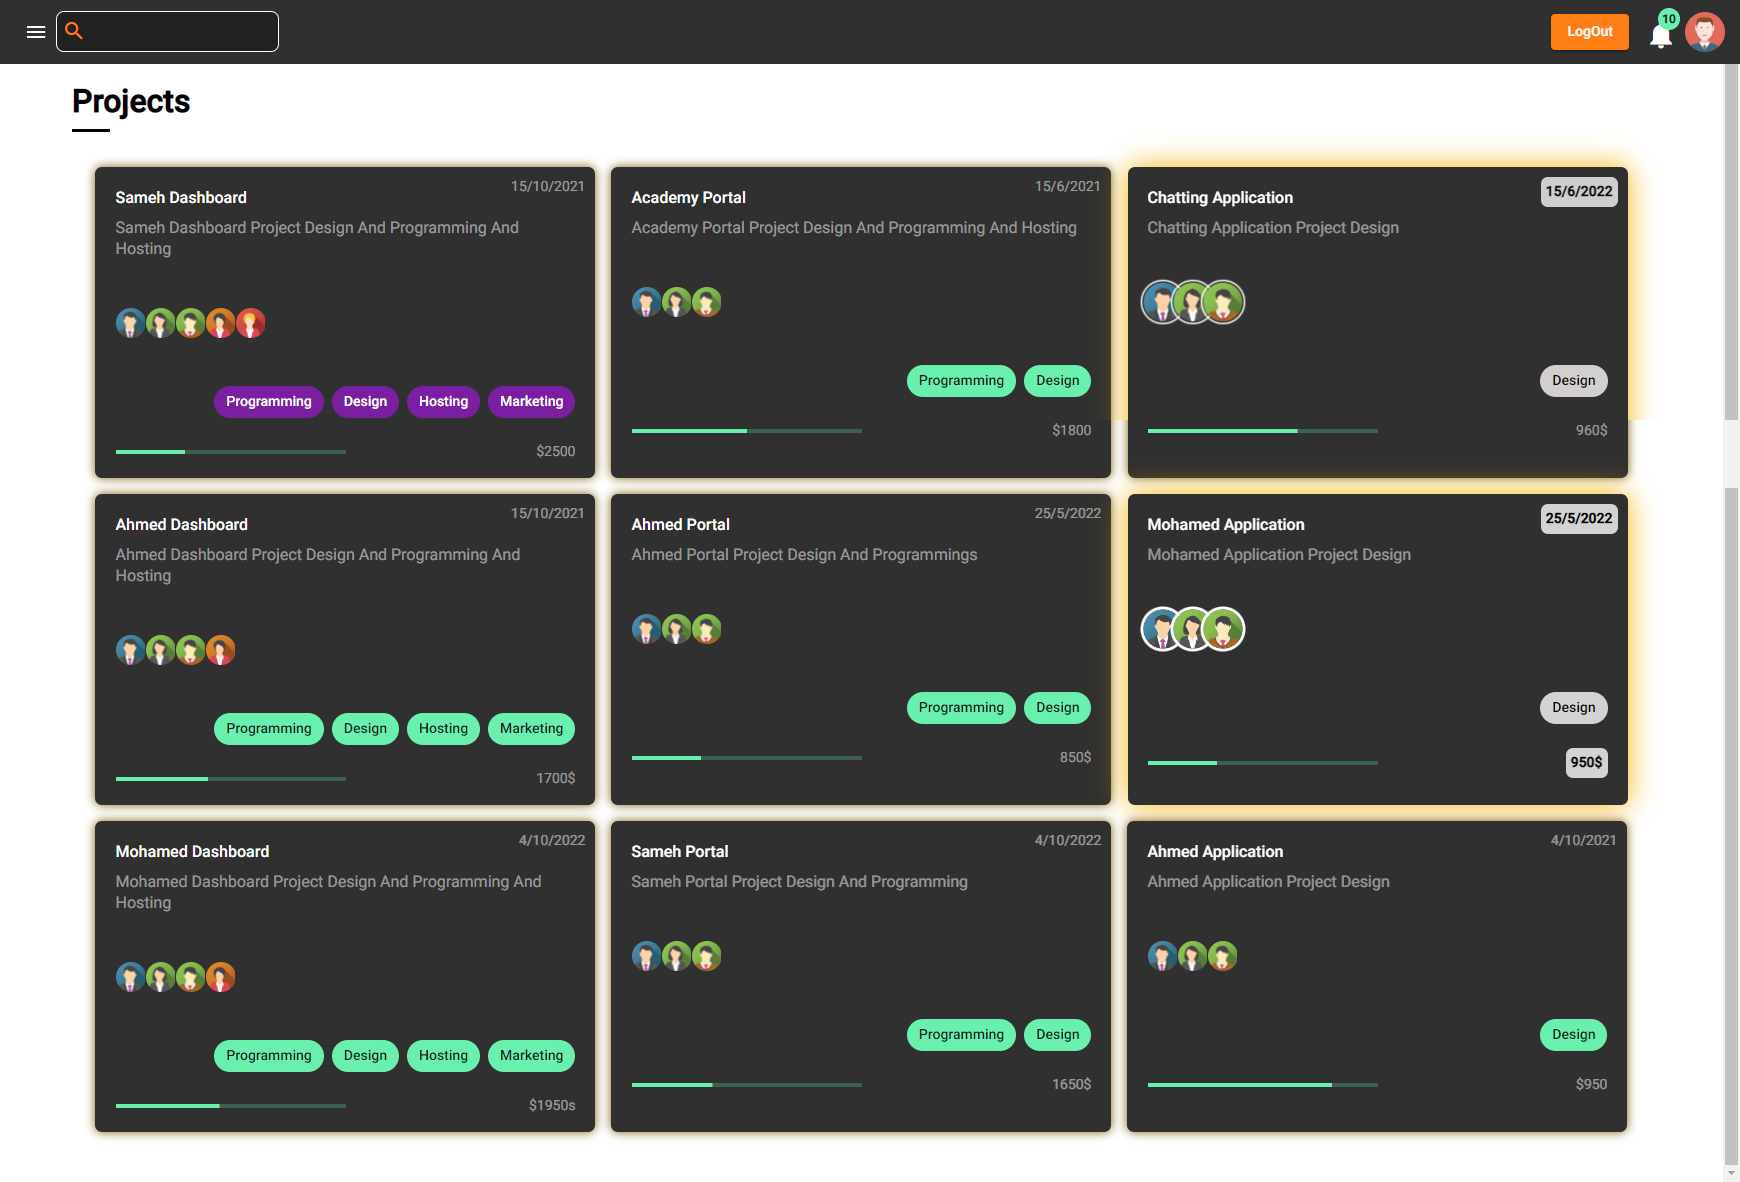 LogOut
10
Projects
15/10/2021
Sameh Dashboard
Sameh Dashboard Project Design And Programming And
Hosting
Programming Design Hosting Marketing
$2500
15/6/2021
Academy Portal
Academy Portal Project Design And Programming And Hosting
Programming Design
$1800
15/6/2022
Chatting Application
Chatting Application Project Design
Design
960$
15/10/2021
Ahmed Dashboard
Ahmed Dashboard Project Design And Programming And
Hosting
Programming Design Hosting Marketing
1700$
25/5/2022
Ahmed Portal
Ahmed Portal Project Design And Programmings
Programming Design
850$
25/5/2022
Mohamed Application
Mohamed Application Project Design
Design
950$
4/10/2022
Mohamed Dashboard
Mohamed Dashboard Project Design And Programming And
Hosting
Programming Design Hosting Marketing
$1950s
4/10/2022
Sameh Portal
Sameh Portal Project Design And Programming
Programming Design
1650$
4/10/2021
Ahmed Application
Ahmed Application Project Design
Design
$950